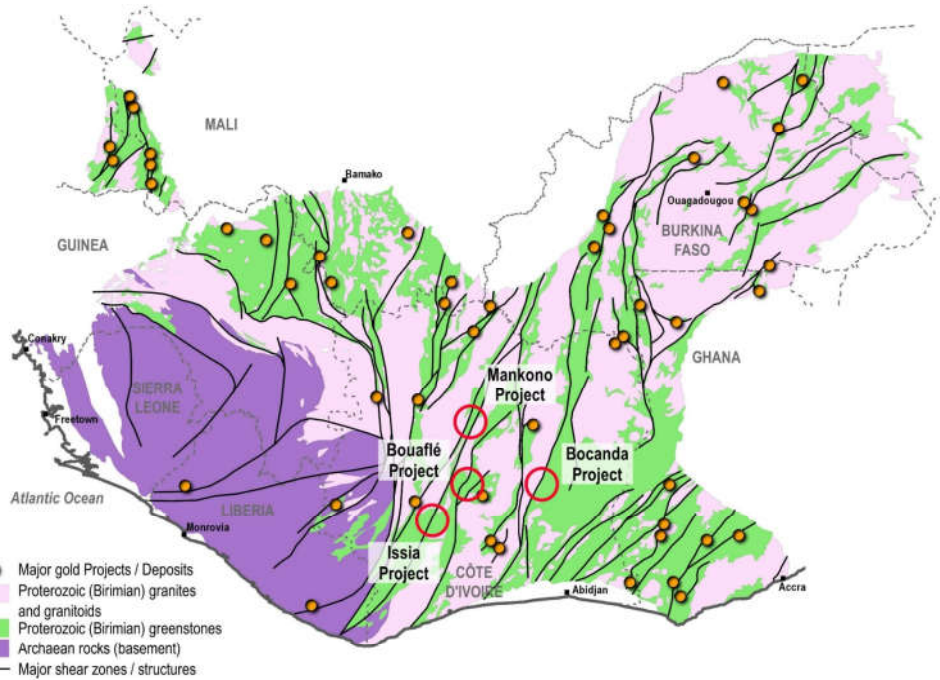 MALI
Bamako
Ouagadougou
BURKINA
FASO
GUINEA
GHANA
Conakry
Mankono
Project
SIERRA
LEONE
Freetown
Bouaflé
Project
Bocanda
Project
Atlantic Ocean
LIBERIA
Monrovia
Issia
Project
CÔTE
D'IVOIRE
Abidjan
Accra
Major gold Projects / Deposits
Proterozoic (Birimian) granites
and granitoids
Proterozoic (Birimian) greenstones
Archaean rocks (basement)
Major shear zones / structures